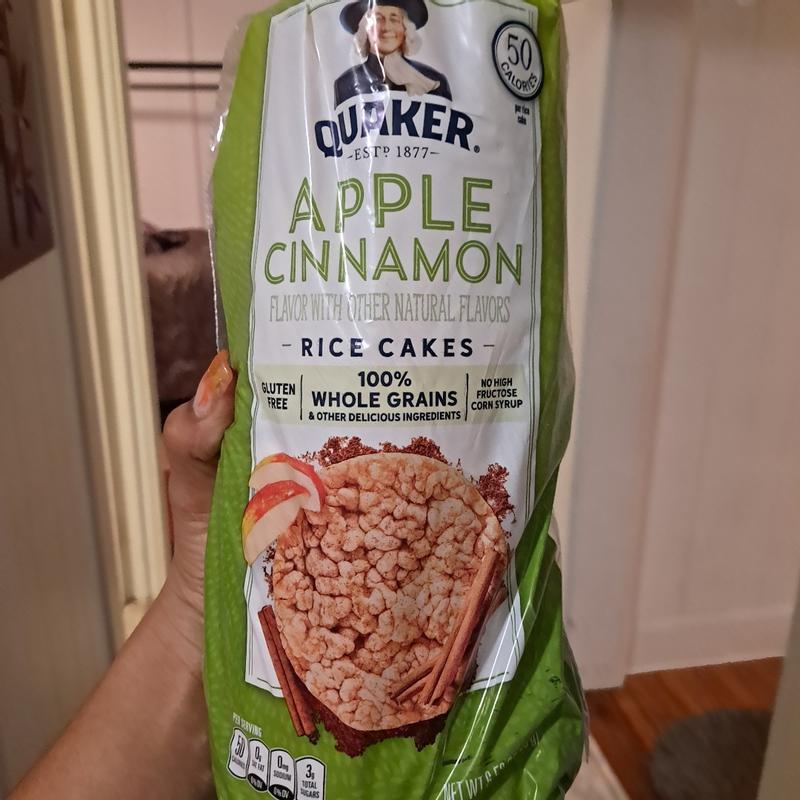 50
CALORIES
per rice
cake
QUAKER®
ESTD 1877
APPLE
CINNAMON
FLAVOR WITH OTHER NATURAL FLAVORS
- RICE CAKES -
GLUTEN
FREE
100%
WHOLE GRAINS
& OTHER DELICIOUS INGREDIENTS
NO HIGH
FRUCTOSE
CORN SYRUP
PER SERVING
50
CALORIES
0g
SAT FAT
0% DV
0mg
SODIUM
0% DV
3g
TOTAL
SUGARS
NET WT